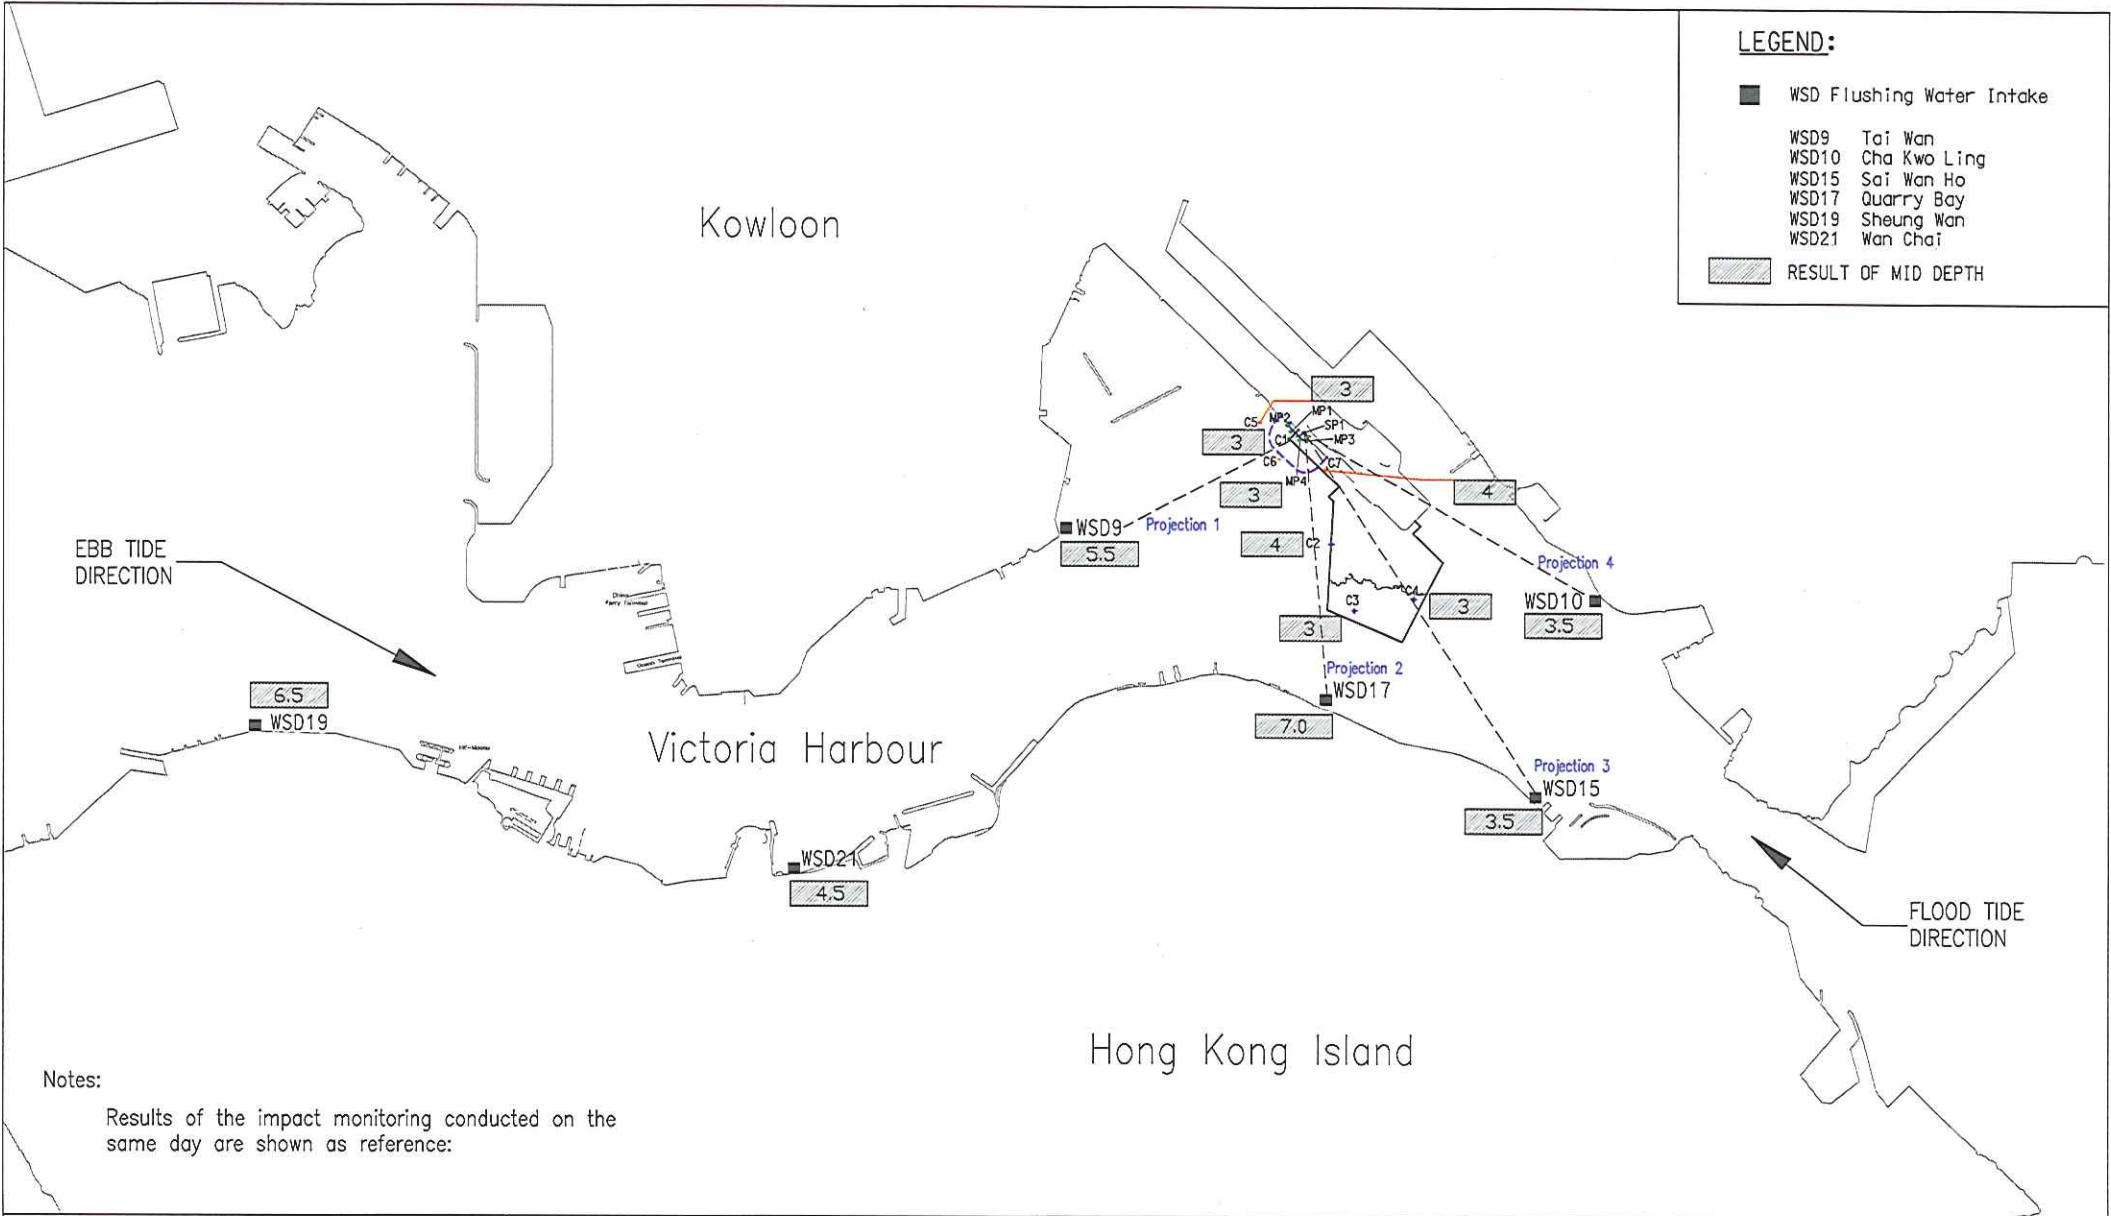 LEGEND:
WSD Flushing Water Intake
WSD9 Tai Wan
WSD10 Cha Kwo Ling
WSD15 Sai Wan Ho
WSD17 Quarry Bay
WSD19 Sheung Wan
WSD21 Wan Chai
RESULT OF MID DEPTH
Kowloon
3
MP1
MP2
C5
SP1
3
C1
MP3
C6
C7
MP4
3
4
WSD9
Projection 1
5.5
4
C2
EBB TIDE
DIRECTION
Projection 4
C4
C3
3
WSD10
3.5
3
Projection 2
WSD17
7.0
6.5
WSD19
Victoria Harbour
Projection 3
WSD15
3.5
WSD21
4.5
FLOOD TIDE
DIRECTION
Hong Kong Island
Notes:
Results of the impact monitoring conducted on the
same day are shown as reference: